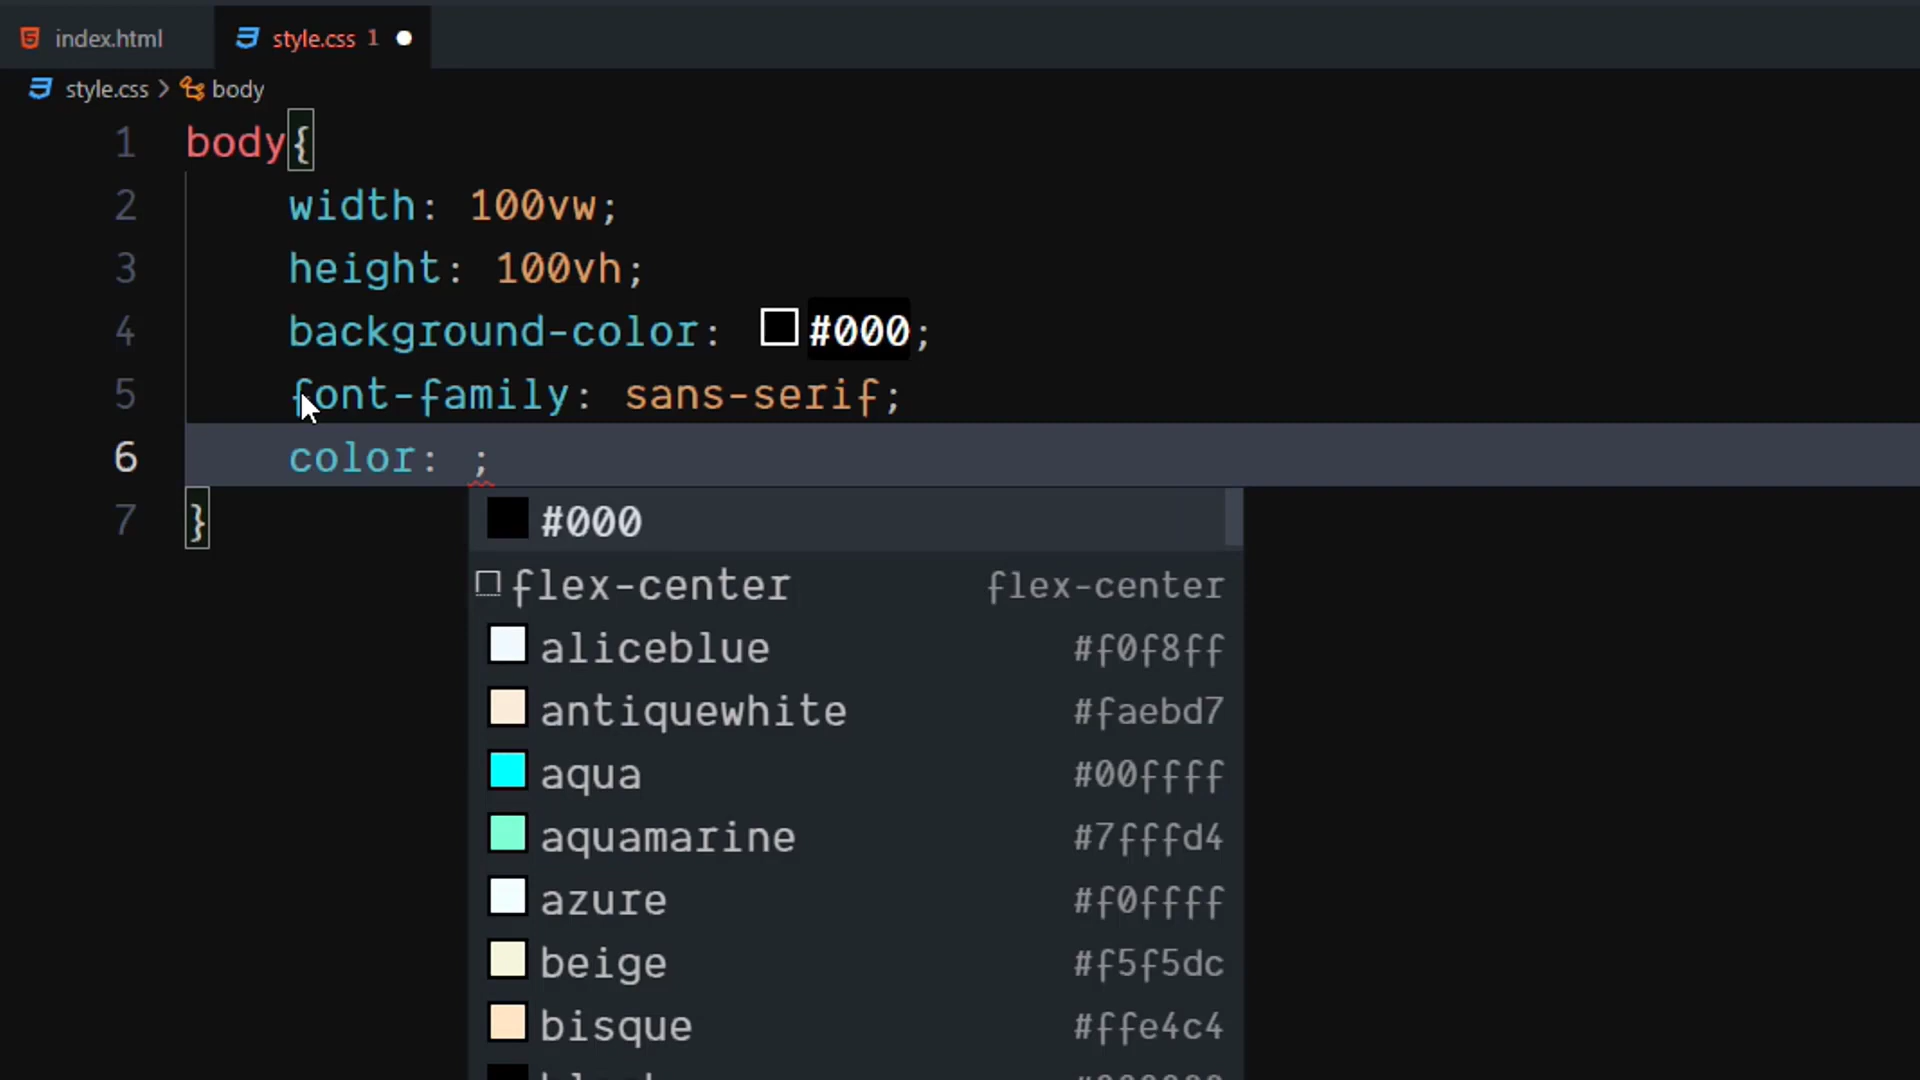 index.html style.css 1
style.css > body
1 body{
2 width: 100vw;
3 height: 100vh;
4 background-color: #000;
5 font-family: sans-serif;
6 color: ;
7 }
#000
flex-center flex-center
aliceblue #f0f8ff
antiquewhite #faebd7
aqua #00ffff
aquamarine #7fffd4
azure #f0ffff
beige #f5f5dc
bisque #ffe4c4